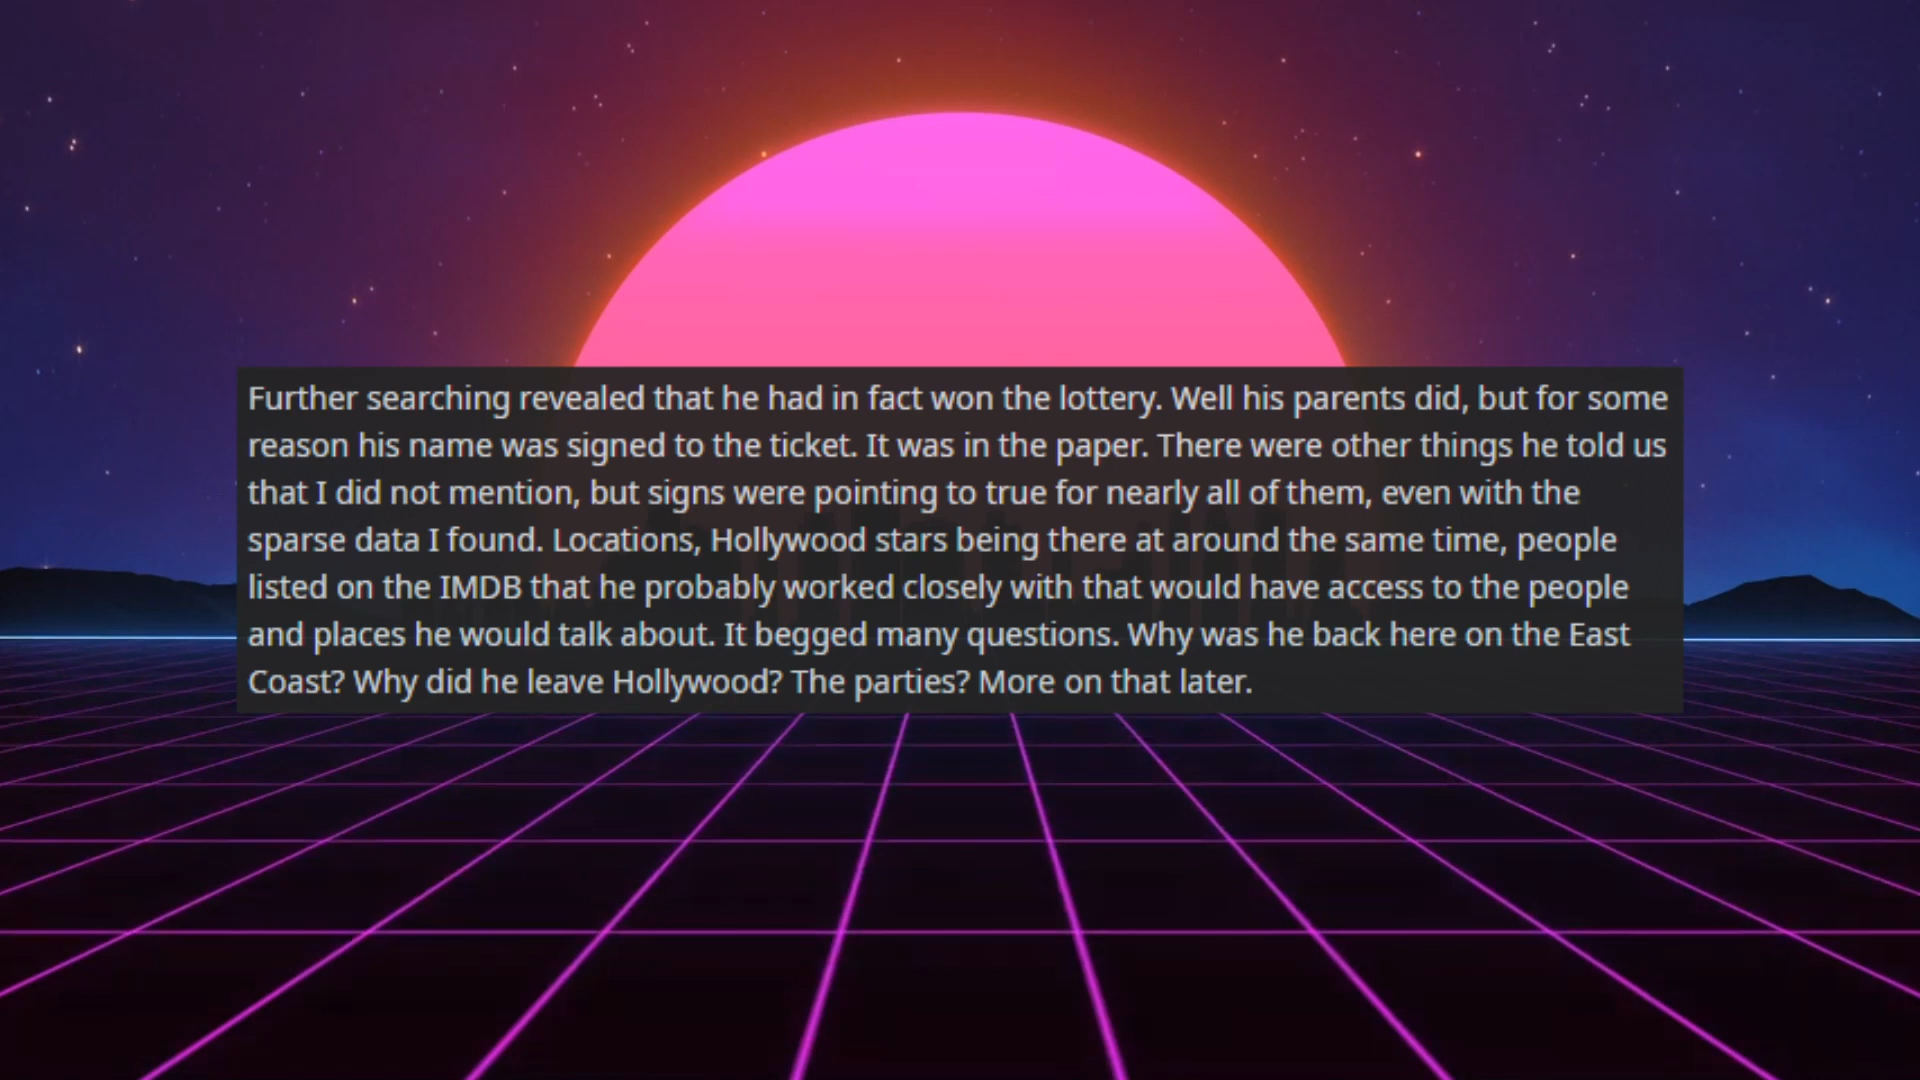 Further searching revealed that he had in fact won the lottery. Well his parents did, but for some
reason his name was signed to the ticket. It was in the paper. There were other things he told us
that I did not mention, but signs were pointing to true for nearly all of them, even with the
sparse data I found. Locations, Hollywood stars being there at around the same time, people
listed on the IMDB that he probably worked closely with that would have access to the people
and places he would talk about. It begged many questions. Why was he back here on the East
Coast? Why did he leave Hollywood? The parties? More on that later.